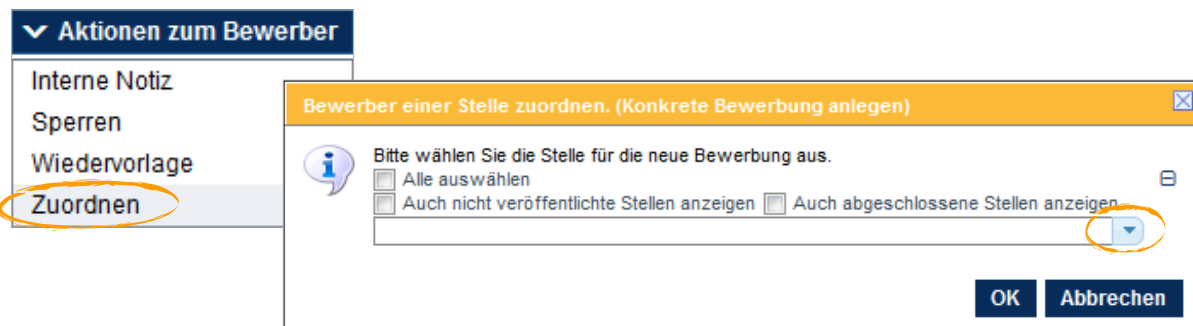 Aktionen zum Bewerber
Interne Notiz
Sperren
Wiedervorlage
Zuordnen
Bewerber einer Stelle zuordnen. (Konkrete Bewerbung anlegen)
Bitte wählen Sie die Stelle für die neue Bewerbung aus.
Alle auswählen
Auch nicht veröffentlichte Stellen anzeigen Auch abgeschlossene Stellen anzeigen
OK Abbrechen